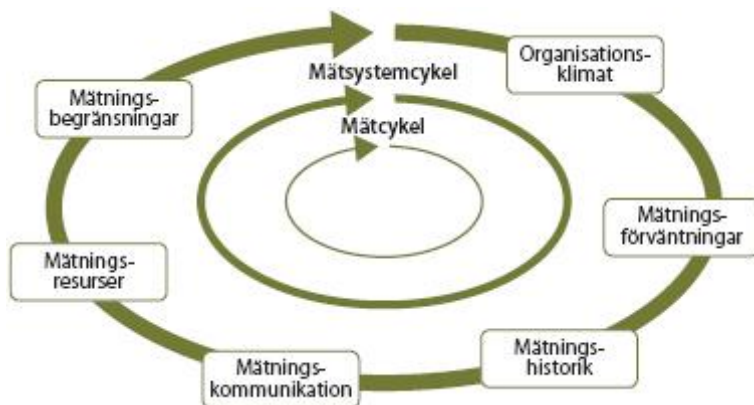 Mätsystemcykel
Mätcykel
Organisations-
klimat
Mätnings-
förväntningar
Mätnings-
historik
Mätnings-
kommunikation
Mätnings-
resurser
Mätnings-
begränsningar